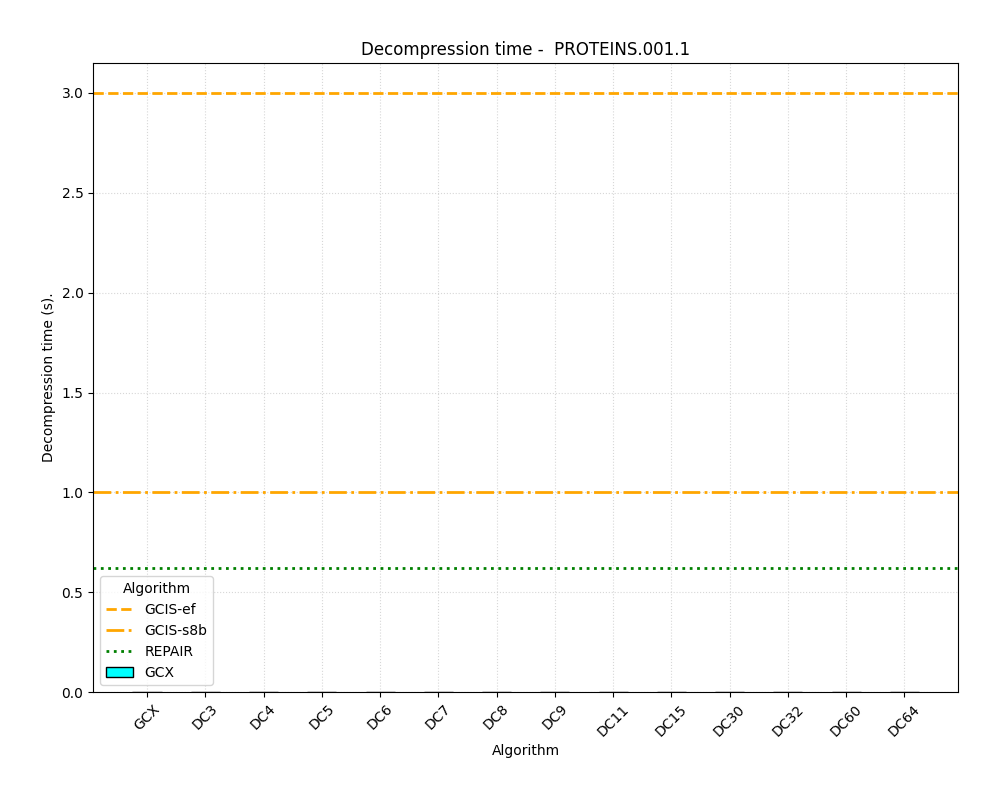 Decompression time -  PROTEINS.001.1
Decompression time (s).
3.0
2.5
2.0
1.5
1.0
0.5
0.0
Algorithm
GCIS-ef
GCIS-s8b
REPAIR
GCX
GCX DC3 DC4 DC5 DC6 DC7 DC8 DC9 DC11 DC15 DC30 DC32 DC60 DC64
Algorithm